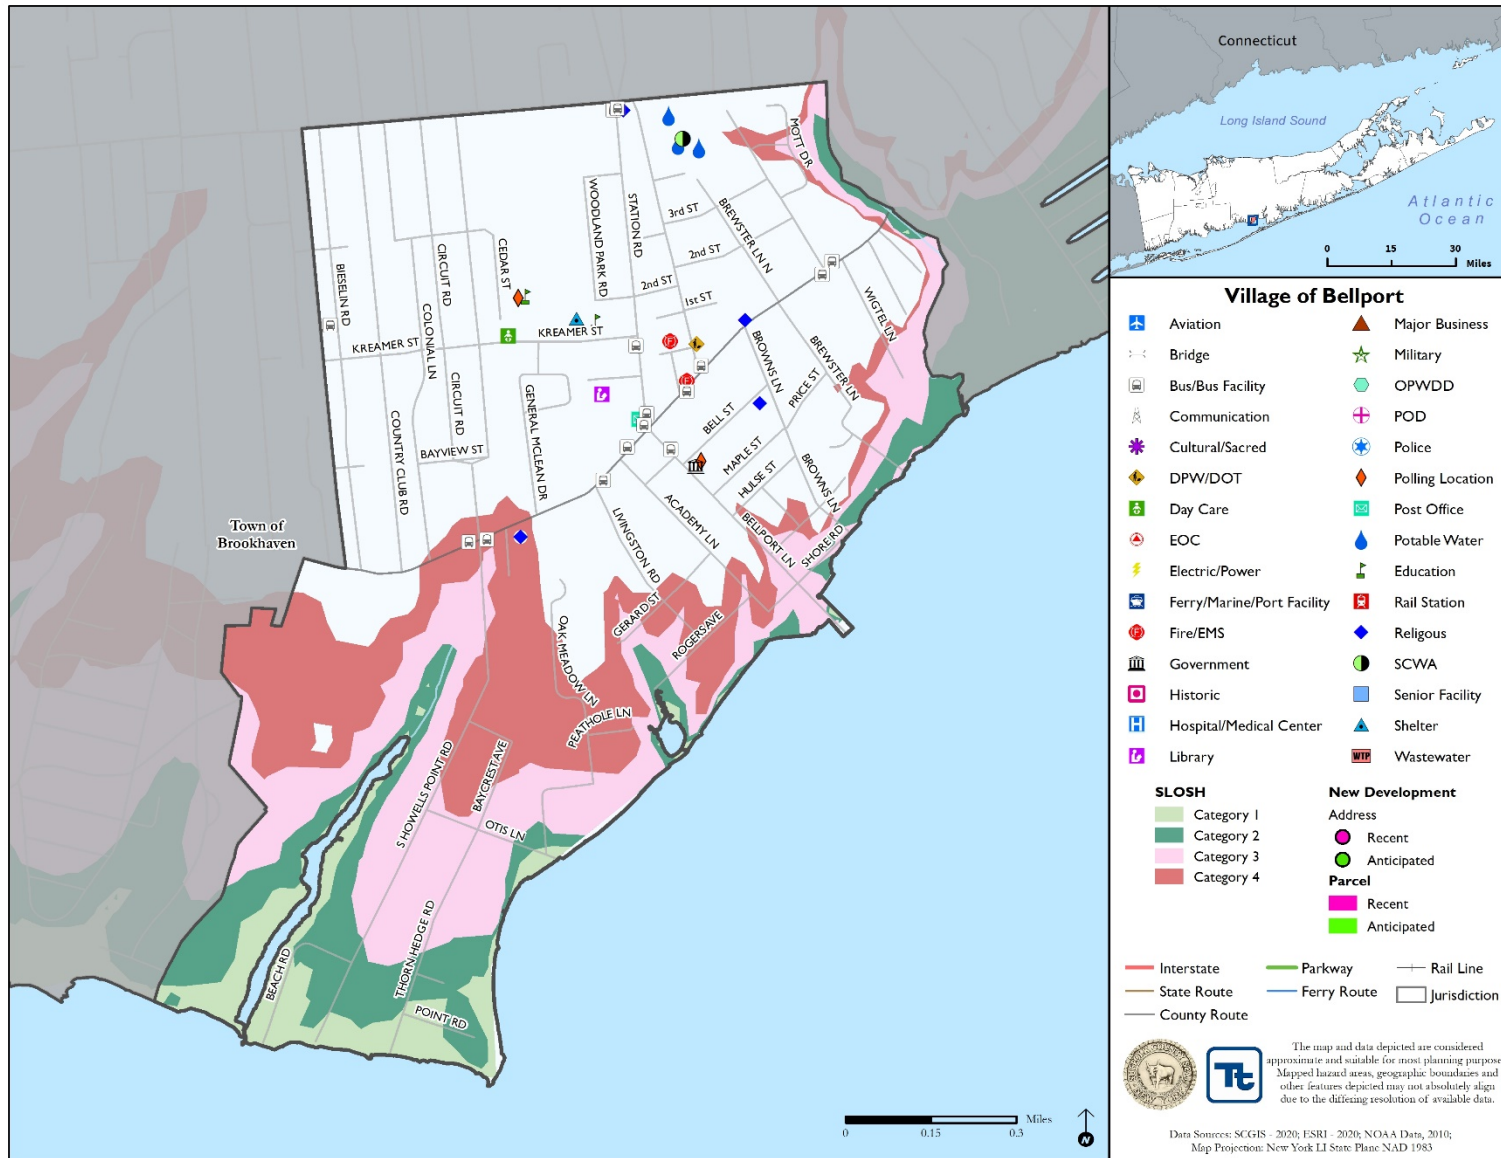 MOTT DR
WOODLAND PARK RD
STATION RD
3rd ST
BREWSTER LN N
CIRCUIT RD
CEDAR ST
2nd ST
BIESELIN RD
2nd ST
1st ST
WIGTEL LN
COLONIAL LN
KREAMER ST
KREAMER ST
BROWNS LN
BREWSTER LN
CIRCUIT RD
PRICE ST
GENERAL MCLEAN DR
COUNTRY CLUB RD
BELL ST
BAYVIEW ST
MAPLE ST
HULSE ST
BROWNS LN
ACADEMY LN
LIVINGSTON RD
BELLPORT LN
SHORE RD
Town of
Brookhaven
GERARD ST
ROGERS AVE
OAK MEADOW LN
PEATHOLE LN
S HOWELLS POINT RD
BAYCREST AVE
OTIS LN
THORN HEDGE RD
BEACH RD
POINT RD
Miles
0 0.15 0.3
N
Connecticut
Long Island Sound
Atlantic
Ocean
0 15 30
Miles
Village of Bellport
Aviation
Major Business
Bridge
Military
Bus/Bus Facility
OPWDD
Communication
POD
Cultural/Sacred
Police
DPW/DOT
Polling Location
Day Care
Post Office
EOC
Potable Water
Electric/Power
Education
Ferry/Marine/Port Facility
Rail Station
F Fire/EMS
Religous
Government
SCWA
Historic
Senior Facility
H Hospital/Medical Center
Shelter
Library
WTP Wastewater
SLOSH
Category 1
Category 2
Category 3
Category 4
New Development
Address
Recent
Anticipated
Parcel
Recent
Anticipated
Interstate
Parkway
Rail Line
State Route
Ferry Route
Jurisdiction
County Route
Tt
The map and data depicted are considered
approximate and suitable for most planning purpose
Mapped hazard areas, geographic boundaries and
other features depicted may not absolutely align
due to the differing resolution of available data.
Data Sources: SCGIS - 2020; ESRI - 2020; NOAA Data, 2010;
Map Projection: New York LI State Plane NAD 1983